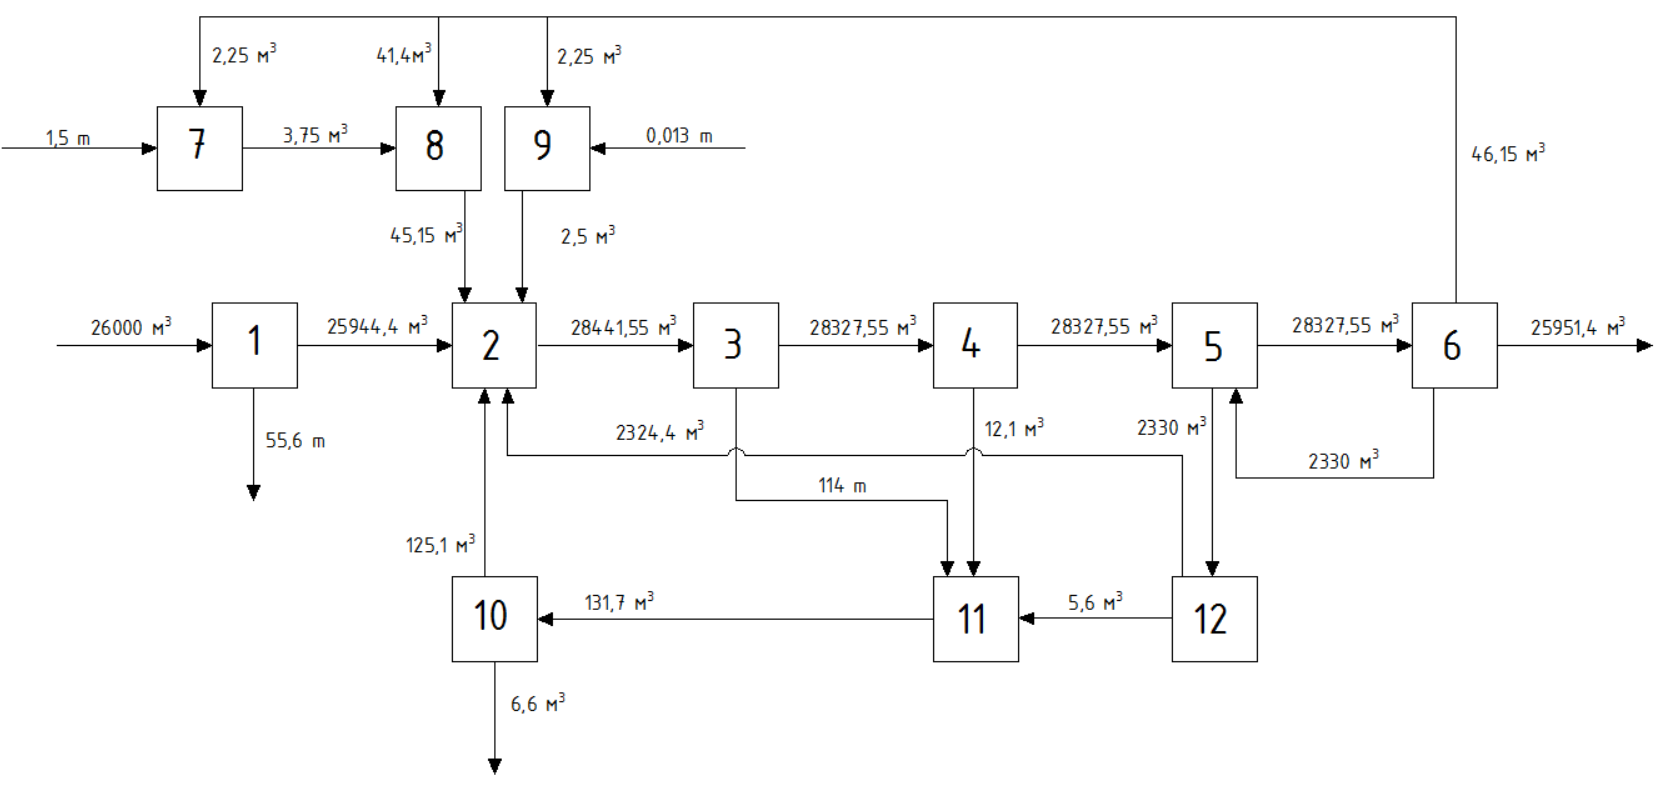 2,25 м³
41,4м³
2,25 м³
1,5 m
7
3,75 м³
8
9
0,013 m
46,15 м³
45,15 м³
2,5 м³
26000 м³
1
25944,4 м³
2
28441,55 м³
3
28327,55 м³
4
28327,55 м³
5
28327,55 м³
6
25951,4 м³
55,6 m
2324,4 м³
12,1 м³
2330 м³
2330 м³
114 m
125,1 м³
10
131,7 м³
11
5,6 м³
12
6,6 м³